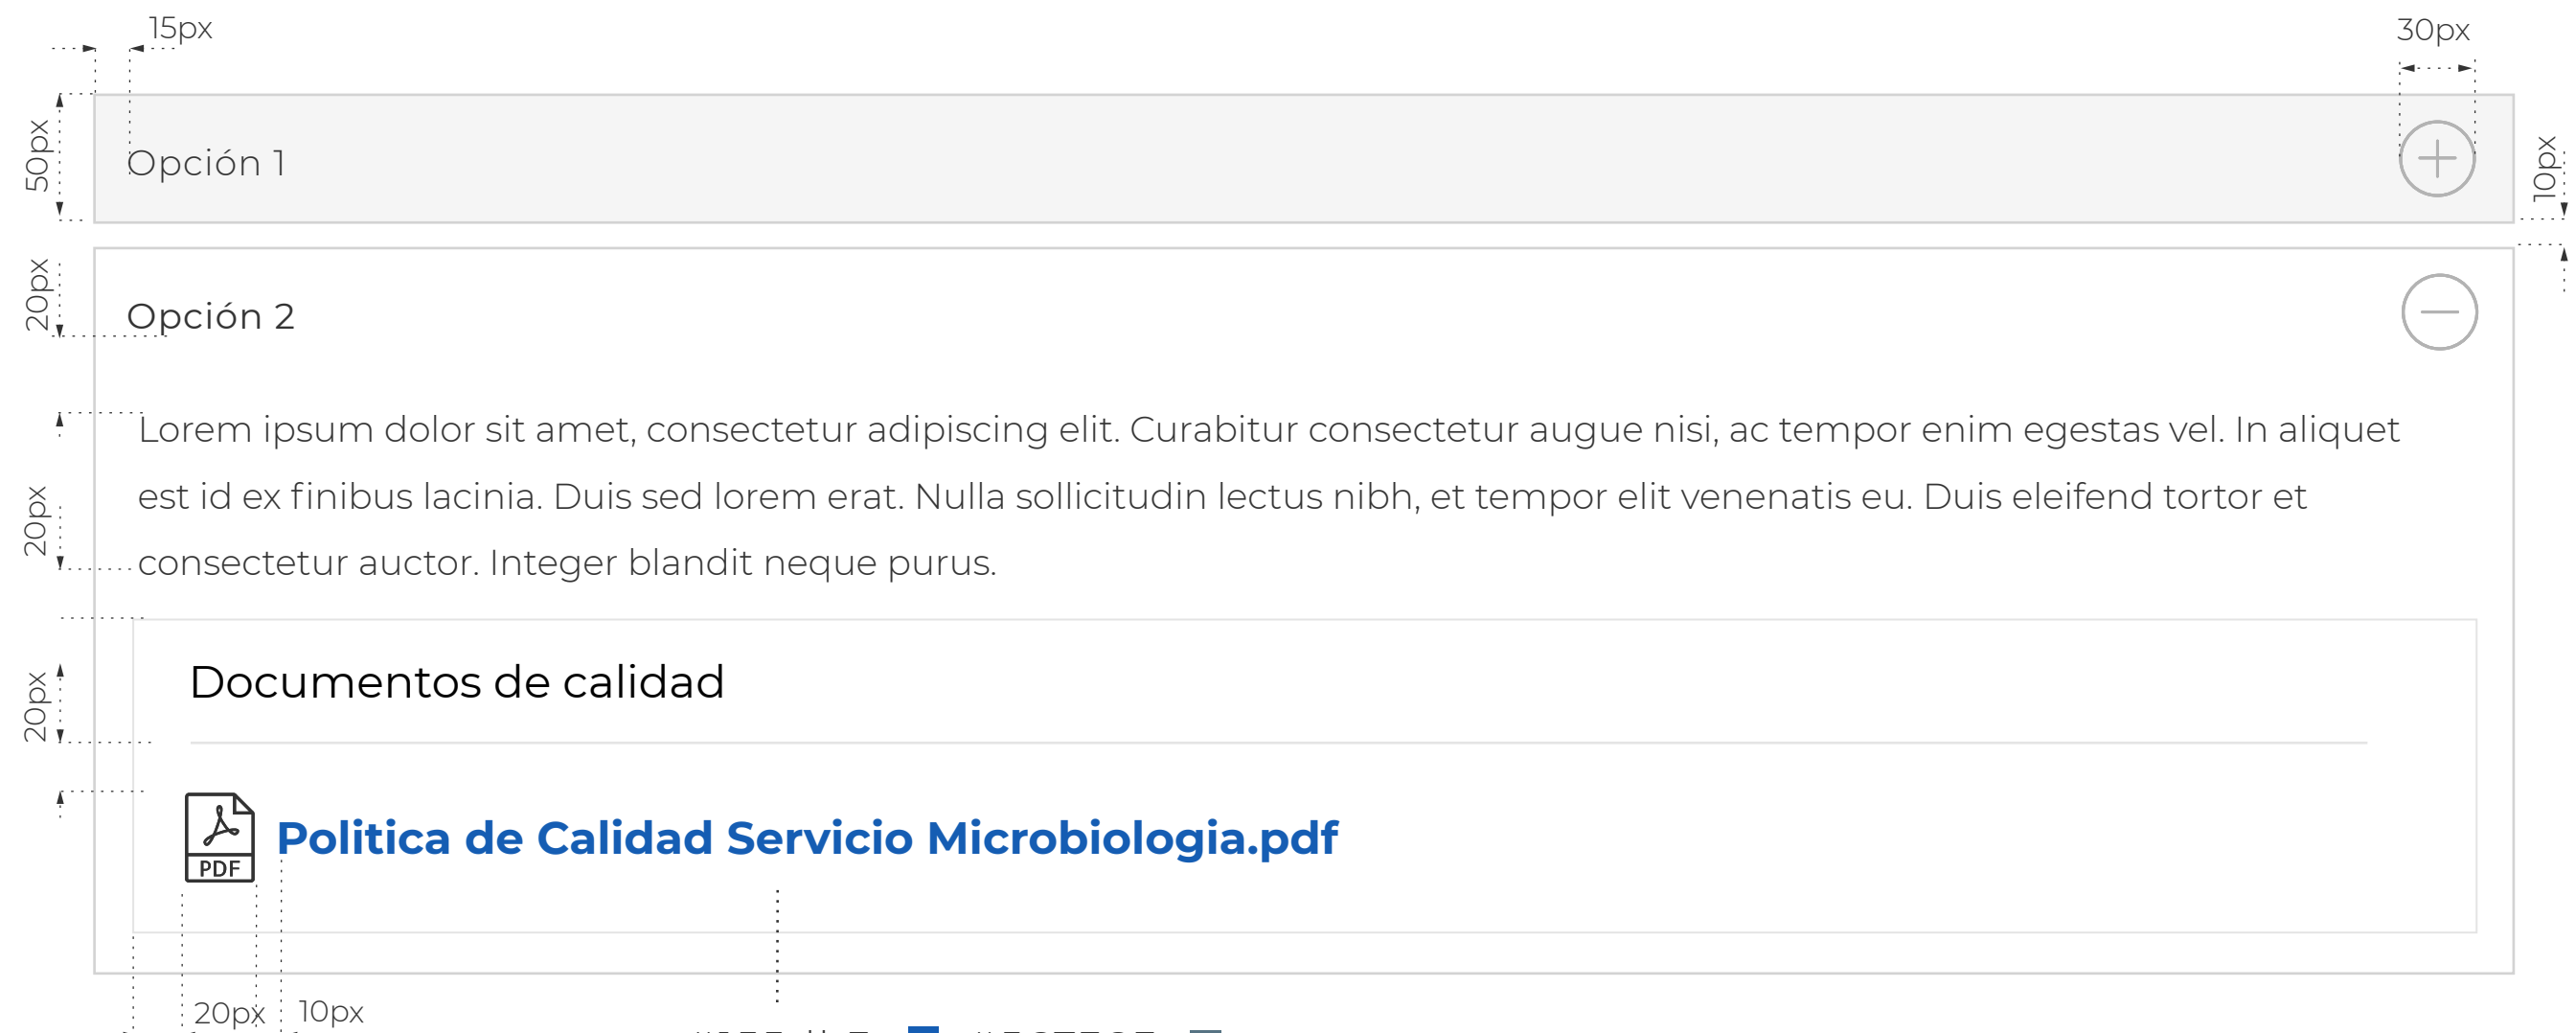 15px
30px
50px
Opción 1
10px
20px
Opción 2
Lorem ipsum dolor sit amet, consectetur adipiscing elit. Curabitur consectetur augue nisi, ac tempor enim egestas vel. In aliquet
est id ex finibus lacinia. Duis sed lorem erat. Nulla sollicitudin lectus nibh, et tempor elit venenatis eu. Duis eleifend tortor et
20px
consectetur auctor. Integer blandit neque purus.
Documentos de calidad
20px
PDF
Politica de Calidad Servicio Microbiologia.pdf
20px
10px